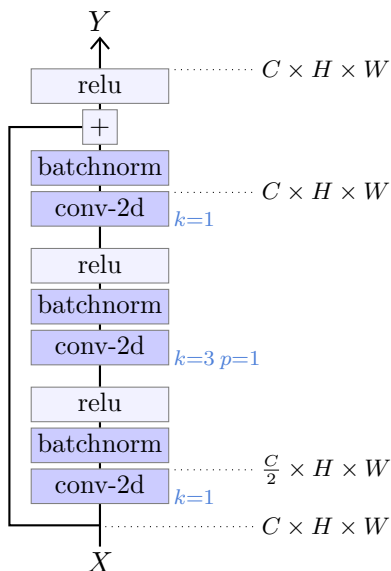 Y
C × H × W
relu
+
batchnorm
C × H × W
conv-2d
k=1
relu
batchnorm
conv-2d
k=3 p=1
relu
batchnorm
C/2 × H × W
conv-2d
k=1
C × H × W
X